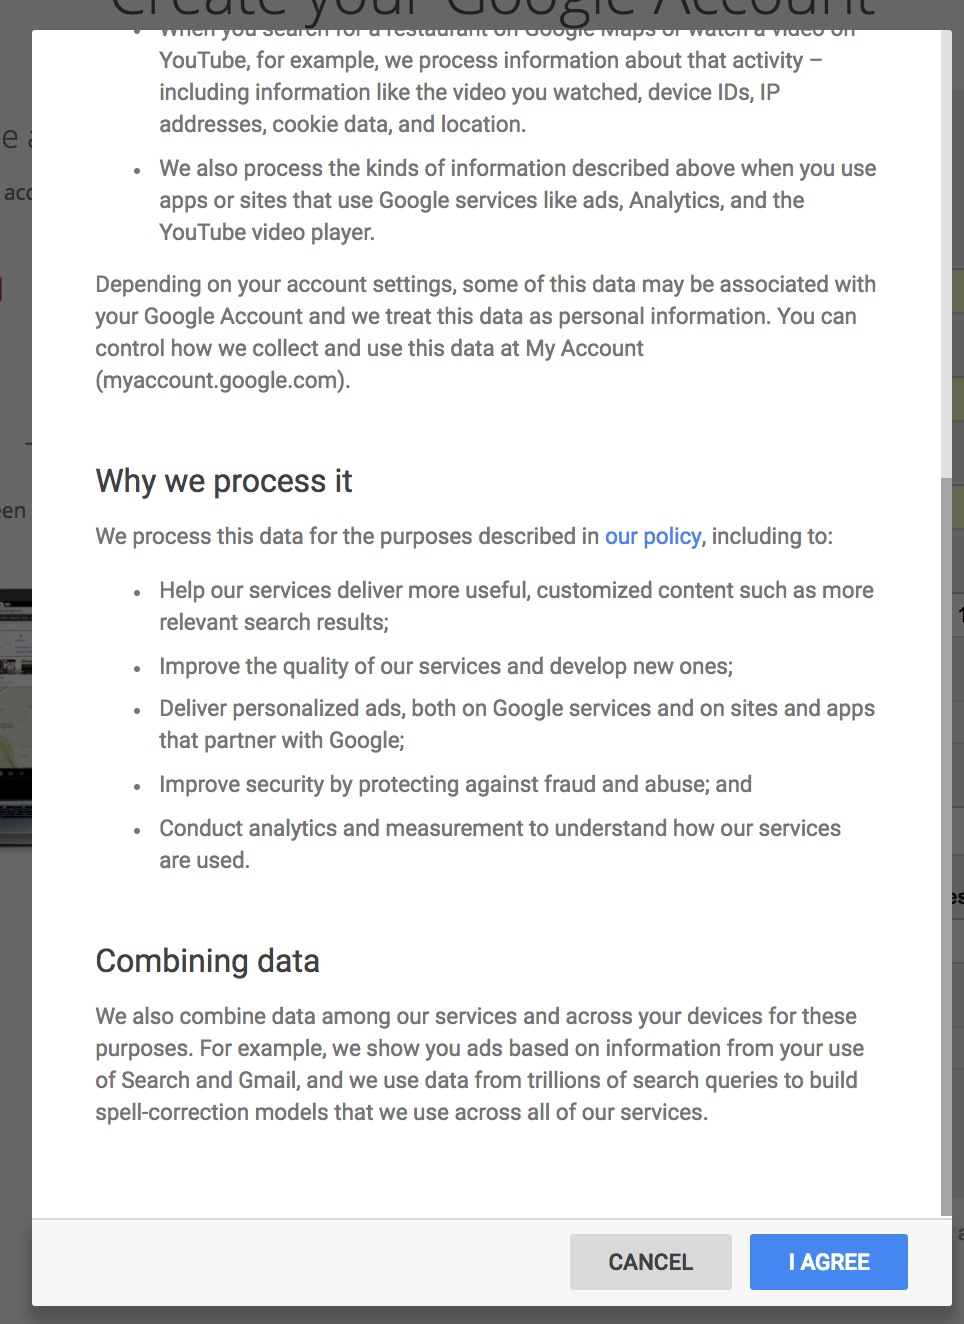 Create your Google Account
• When you search for a restaurant on Google Maps or watch a video on
YouTube, for example, we process information about that activity –
including information like the video you watched, device IDs, IP
addresses, cookie data, and location.
• We also process the kinds of information described above when you use
apps or sites that use Google services like ads, Analytics, and the
YouTube video player.
Depending on your account settings, some of this data may be associated with
your Google Account and we treat this data as personal information. You can
control how we collect and use this data at My Account
(myaccount.google.com).
Why we process it
We process this data for the purposes described in our policy, including to:
• Help our services deliver more useful, customized content such as more
relevant search results;
• Improve the quality of our services and develop new ones;
• Deliver personalized ads, both on Google services and on sites and apps
that partner with Google;
• Improve security by protecting against fraud and abuse; and
• Conduct analytics and measurement to understand how our services
are used.
Combining data
We also combine data among our services and across your devices for these
purposes. For example, we show you ads based on information from your use
of Search and Gmail, and we use data from trillions of search queries to build
spell-correction models that we use across all of our services.
CANCEL
I AGREE